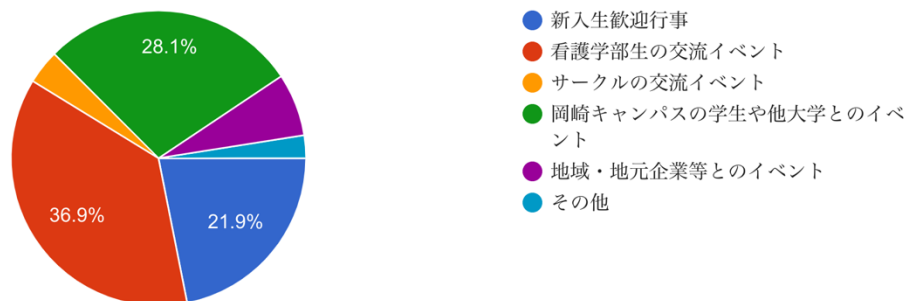 28.1%
36.9%
21.9%
新入生歓迎行事
看護学部生の交流イベント
サークルの交流イベント
岡崎キャンパスの学生や他大学とのイベ
ント
地域・地元企業等とのイベント
その他